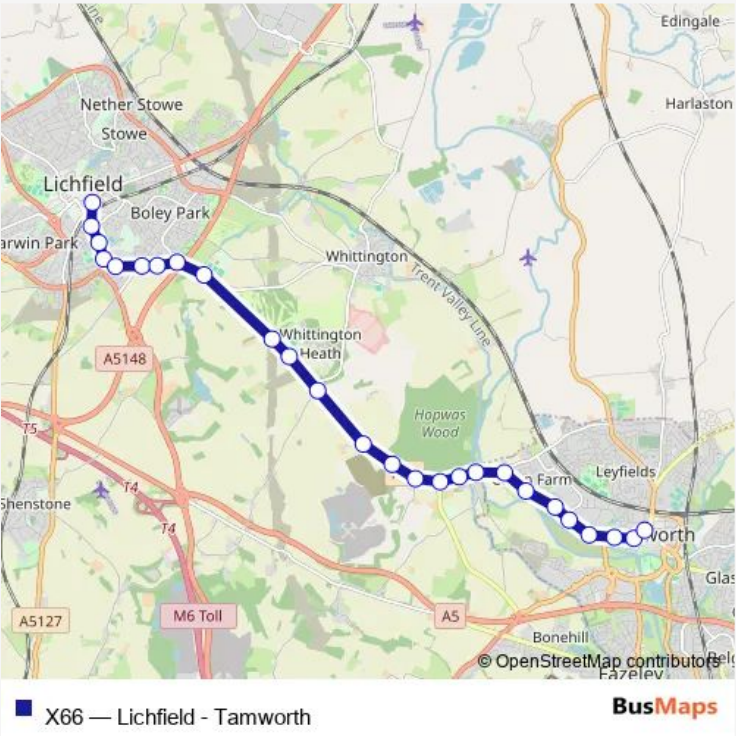 Line
Edingale
Nether Stowe
Harlaston
Stowe
Lichfield
Boley Park
arwin Park
Whittington
Trent Valley Line
Whittington
Heath
A5148
Hopwas
Wood
T5
Leyfields
Farm
T4
Shenstone
T4
worth
Glas
M6 Toll
A5
A5127
Bonehill
© OpenStreetMap contributors
Fazeley
X66 — Lichfield - Tamworth
BusMaps